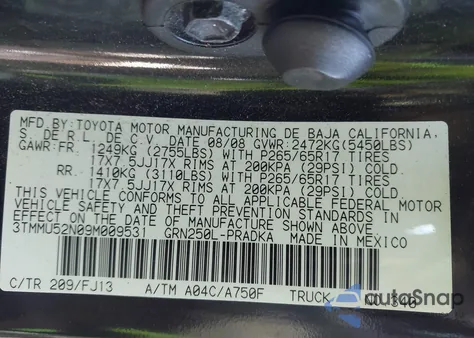 MFD.BY:TOYOTA MOTOR MANUFACTURING DE BAJA CALIFORNIA,
S. DE R.L. DE C.V. DATE 08/08 GVWR:2472KG(5450LBS)
GAWR:FR. 1249KG (2755LBS) WITH P265/65R17 TIRES
17X7.5JJ17X RIMS AT 200KPA (29PSI) COLD.
RR. 1410KG (3110LBS) WITH P265/65R17 TIRES
17X7.5JJ17X RIMS AT 200KPA (29PSI) COLD.
THIS VEHICLE CONFORMS TO ALL APPLICABLE FEDERAL MOTOR
VEHICLE SAFETY AND THEFT PREVENTION STANDARDS IN
EFFECT ON THE DATE OF MANUFACTURE SHOWN ABOVE.
3TMMU52N09M009531 GRN250L-PRADKA MADE IN MEXICO
C/TR 209/FJ13 A/TM A04C/A750F TRUCK NO.340
autoSnap